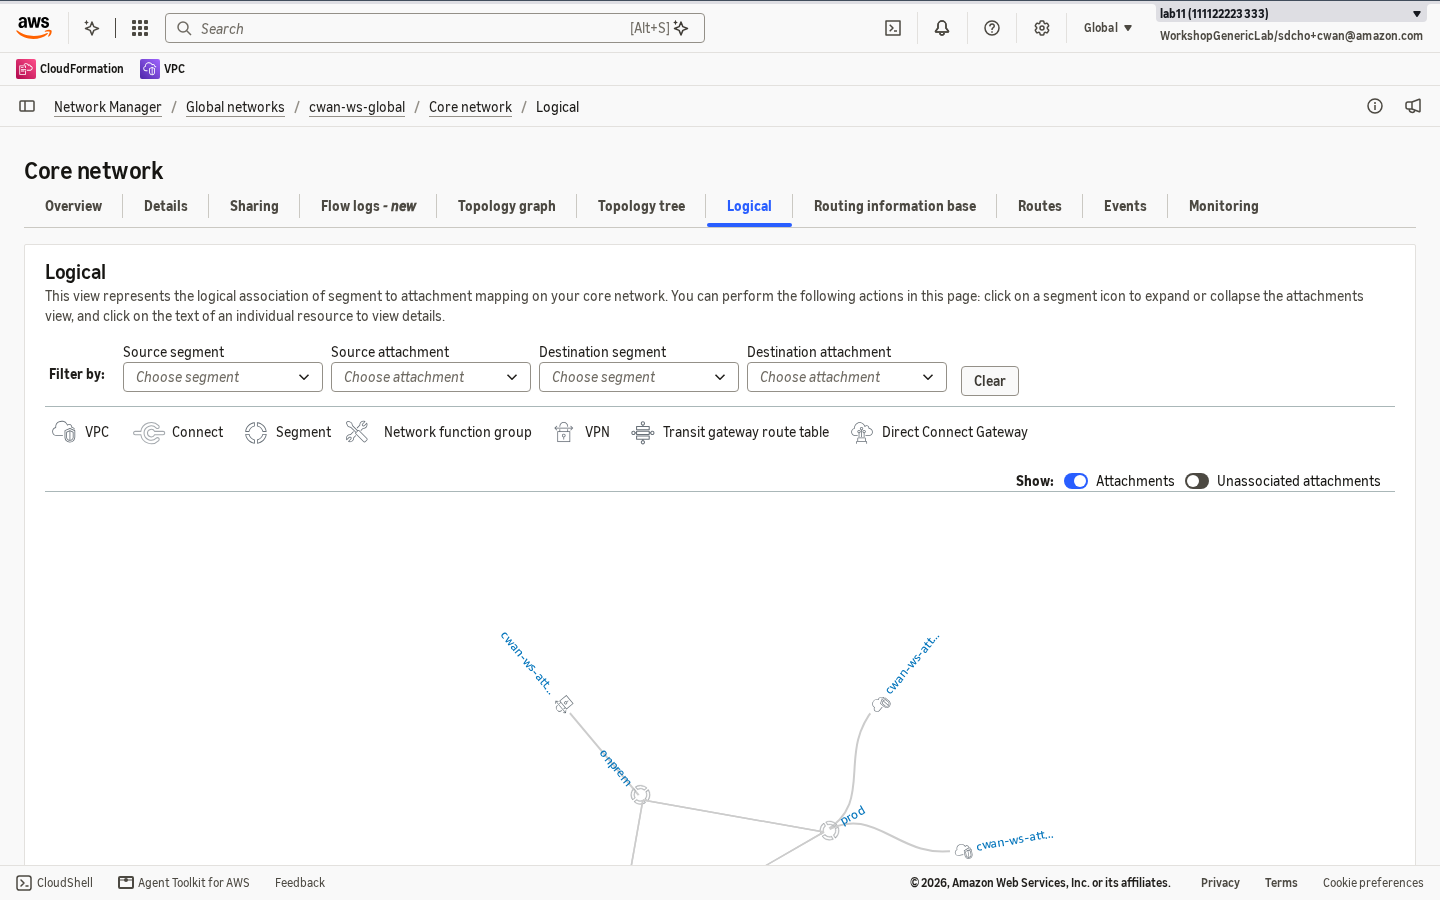 aws
Search
[Alt+S]
Global
lab11 (111122223333)
WorkshopGenericLab/sdcho+cwan@amazon.com
CloudFormation
VPC
Network Manager / Global networks / cwan-ws-global / Core network / Logical
Core network
Overview
Details
Sharing
Flow logs - new
Topology graph
Topology tree
Logical
Routing information base
Routes
Events
Monitoring
Logical
This view represents the logical association of segment to attachment mapping on your core network. You can perform the following actions in this page: click on a segment icon to expand or collapse the attachments
view, and click on the text of an individual resource to view details.
Filter by:
Source segment
Choose segment
Source attachment
Choose attachment
Destination segment
Choose segment
Destination attachment
Choose attachment
Clear
VPC
Connect
Segment
Network function group
VPN
Transit gateway route table
Direct Connect Gateway
Show:
Attachments
Unassociated attachments
cwan-ws-att...
cwan-ws-att...
onprem
prod
cwan-ws-att...
CloudShell
Agent Toolkit for AWS
Feedback
© 2026, Amazon Web Services, Inc. or its affiliates.
Privacy
Terms
Cookie preferences